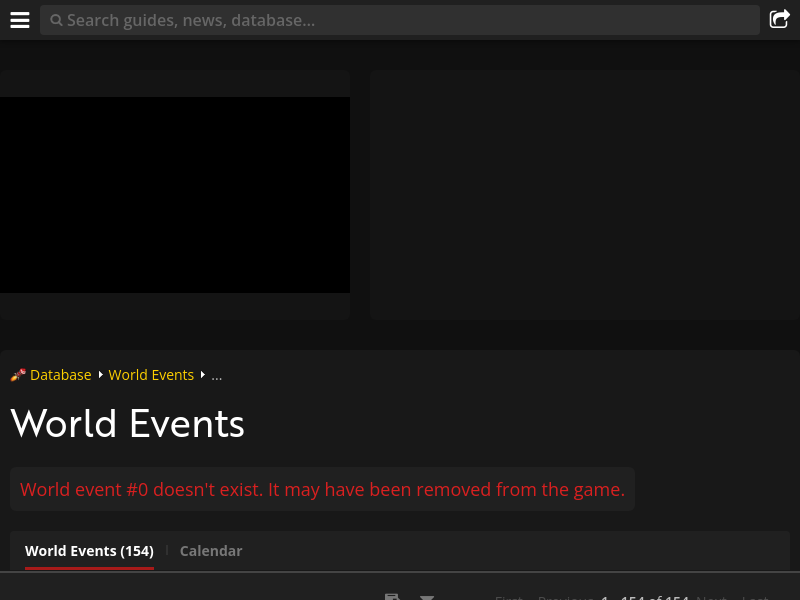 Search guides, news, database...
Database World Events ...
World Events
World event #0 doesn't exist. It may have been removed from the game.
World Events (154) Calendar
First Previous 1 - 154 of 154 Next Last